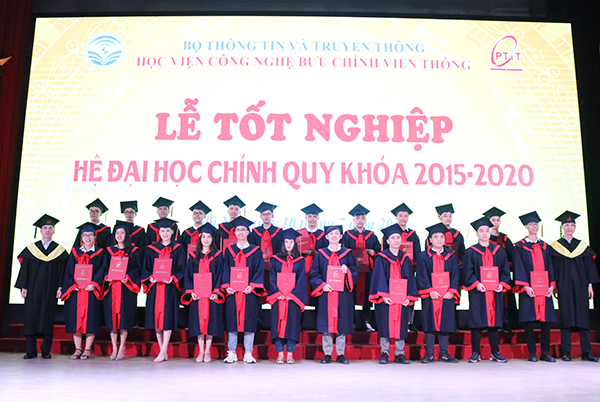 BỘ THÔNG TIN VÀ TRUYỀN THÔNG
HỌC VIỆN CÔNG NGHỆ BƯU CHÍNH VIỄN THÔNG
PTIT
LỄ TỐT NGHIỆP
HỆ ĐẠI HỌC CHÍNH QUY KHÓA 2015-2020
10